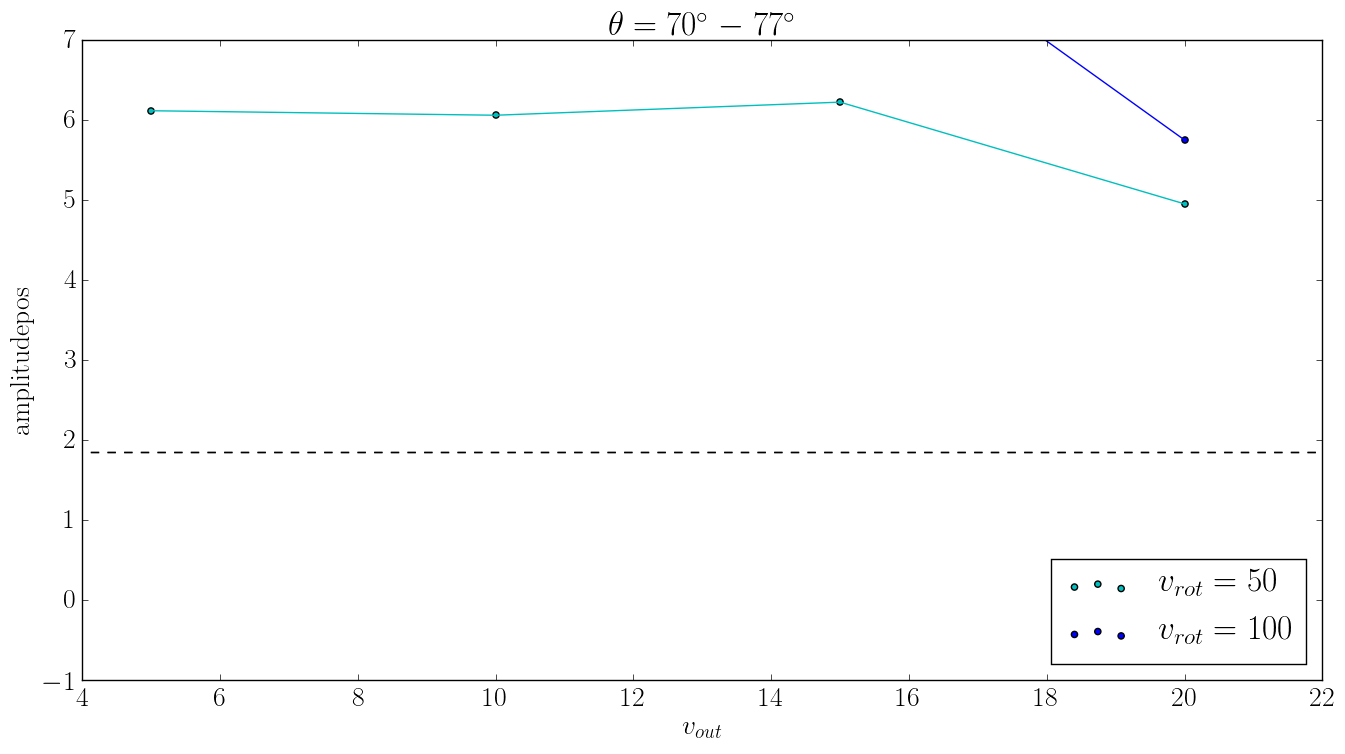 θ = 70° − 77°
7
6
5
4
3
2
1
0
−1
amplitudepos
4 6 8 10 12 14 16 18 20 22
v_out
v_rot = 50
v_rot = 100